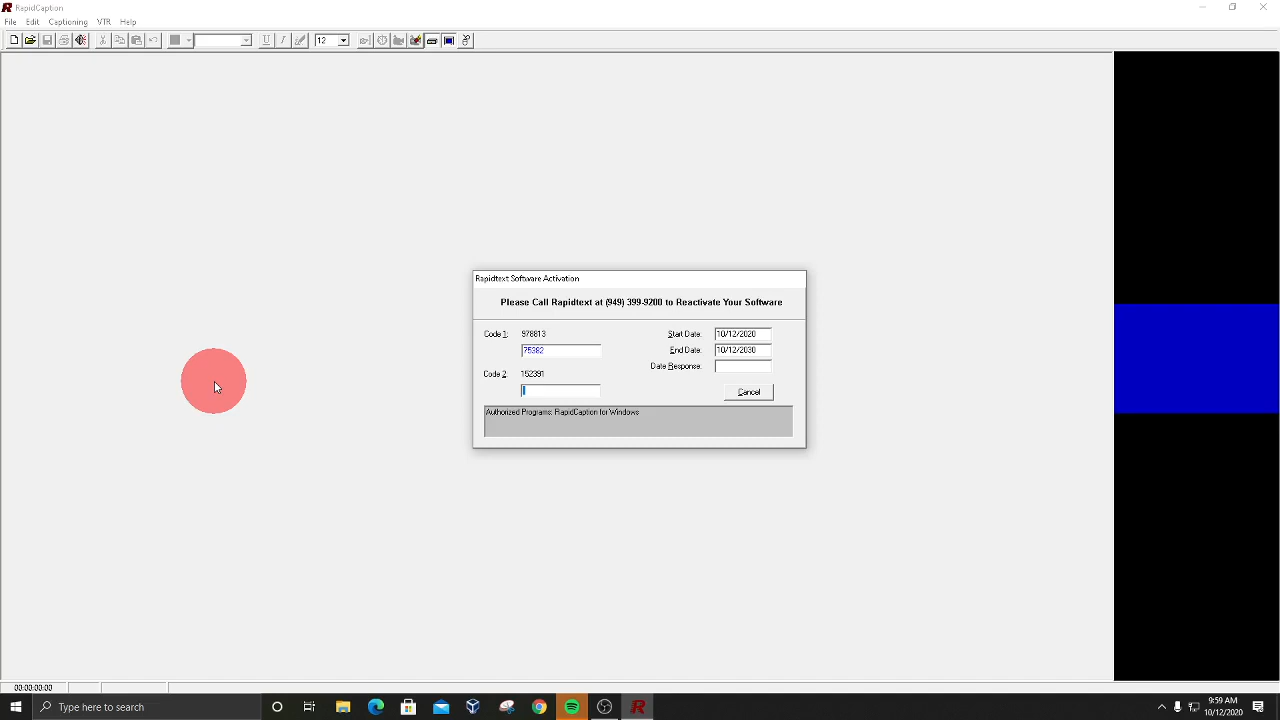 RapidCaption
File Edit Captioning VTR Help
12
Rapidtext Software Activation
Please Call Rapidtext at (949) 399-9200 to Reactivate Your Software
Code 1: 978813 Start Date: 10/12/2020
75382 End Date: 10/12/2030
Date Response:
Code 2: 152391
Cancel
Authorized Programs: RapidCaption for Windows
00:00:00:00
Type here to search
9:59 AM
10/12/2020